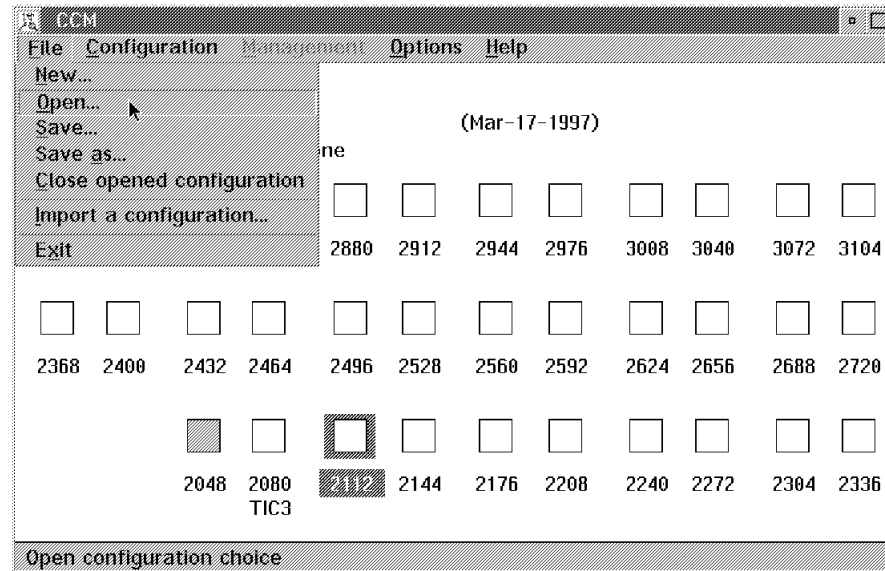 CCM
File Configuration Management Options Help
New...
Open...
Save...
Save as...
Close opened configuration
Import a configuration...
Exit
(Mar-17-1997)
ne
2880 2912 2944 2976 3008 3040 3072 3104
2368 2400 2432 2464 2496 2528 2560 2592 2624 2656 2688 2720
2048 2080 2112 2144 2176 2208 2240 2272 2304 2336
TIC3
Open configuration choice